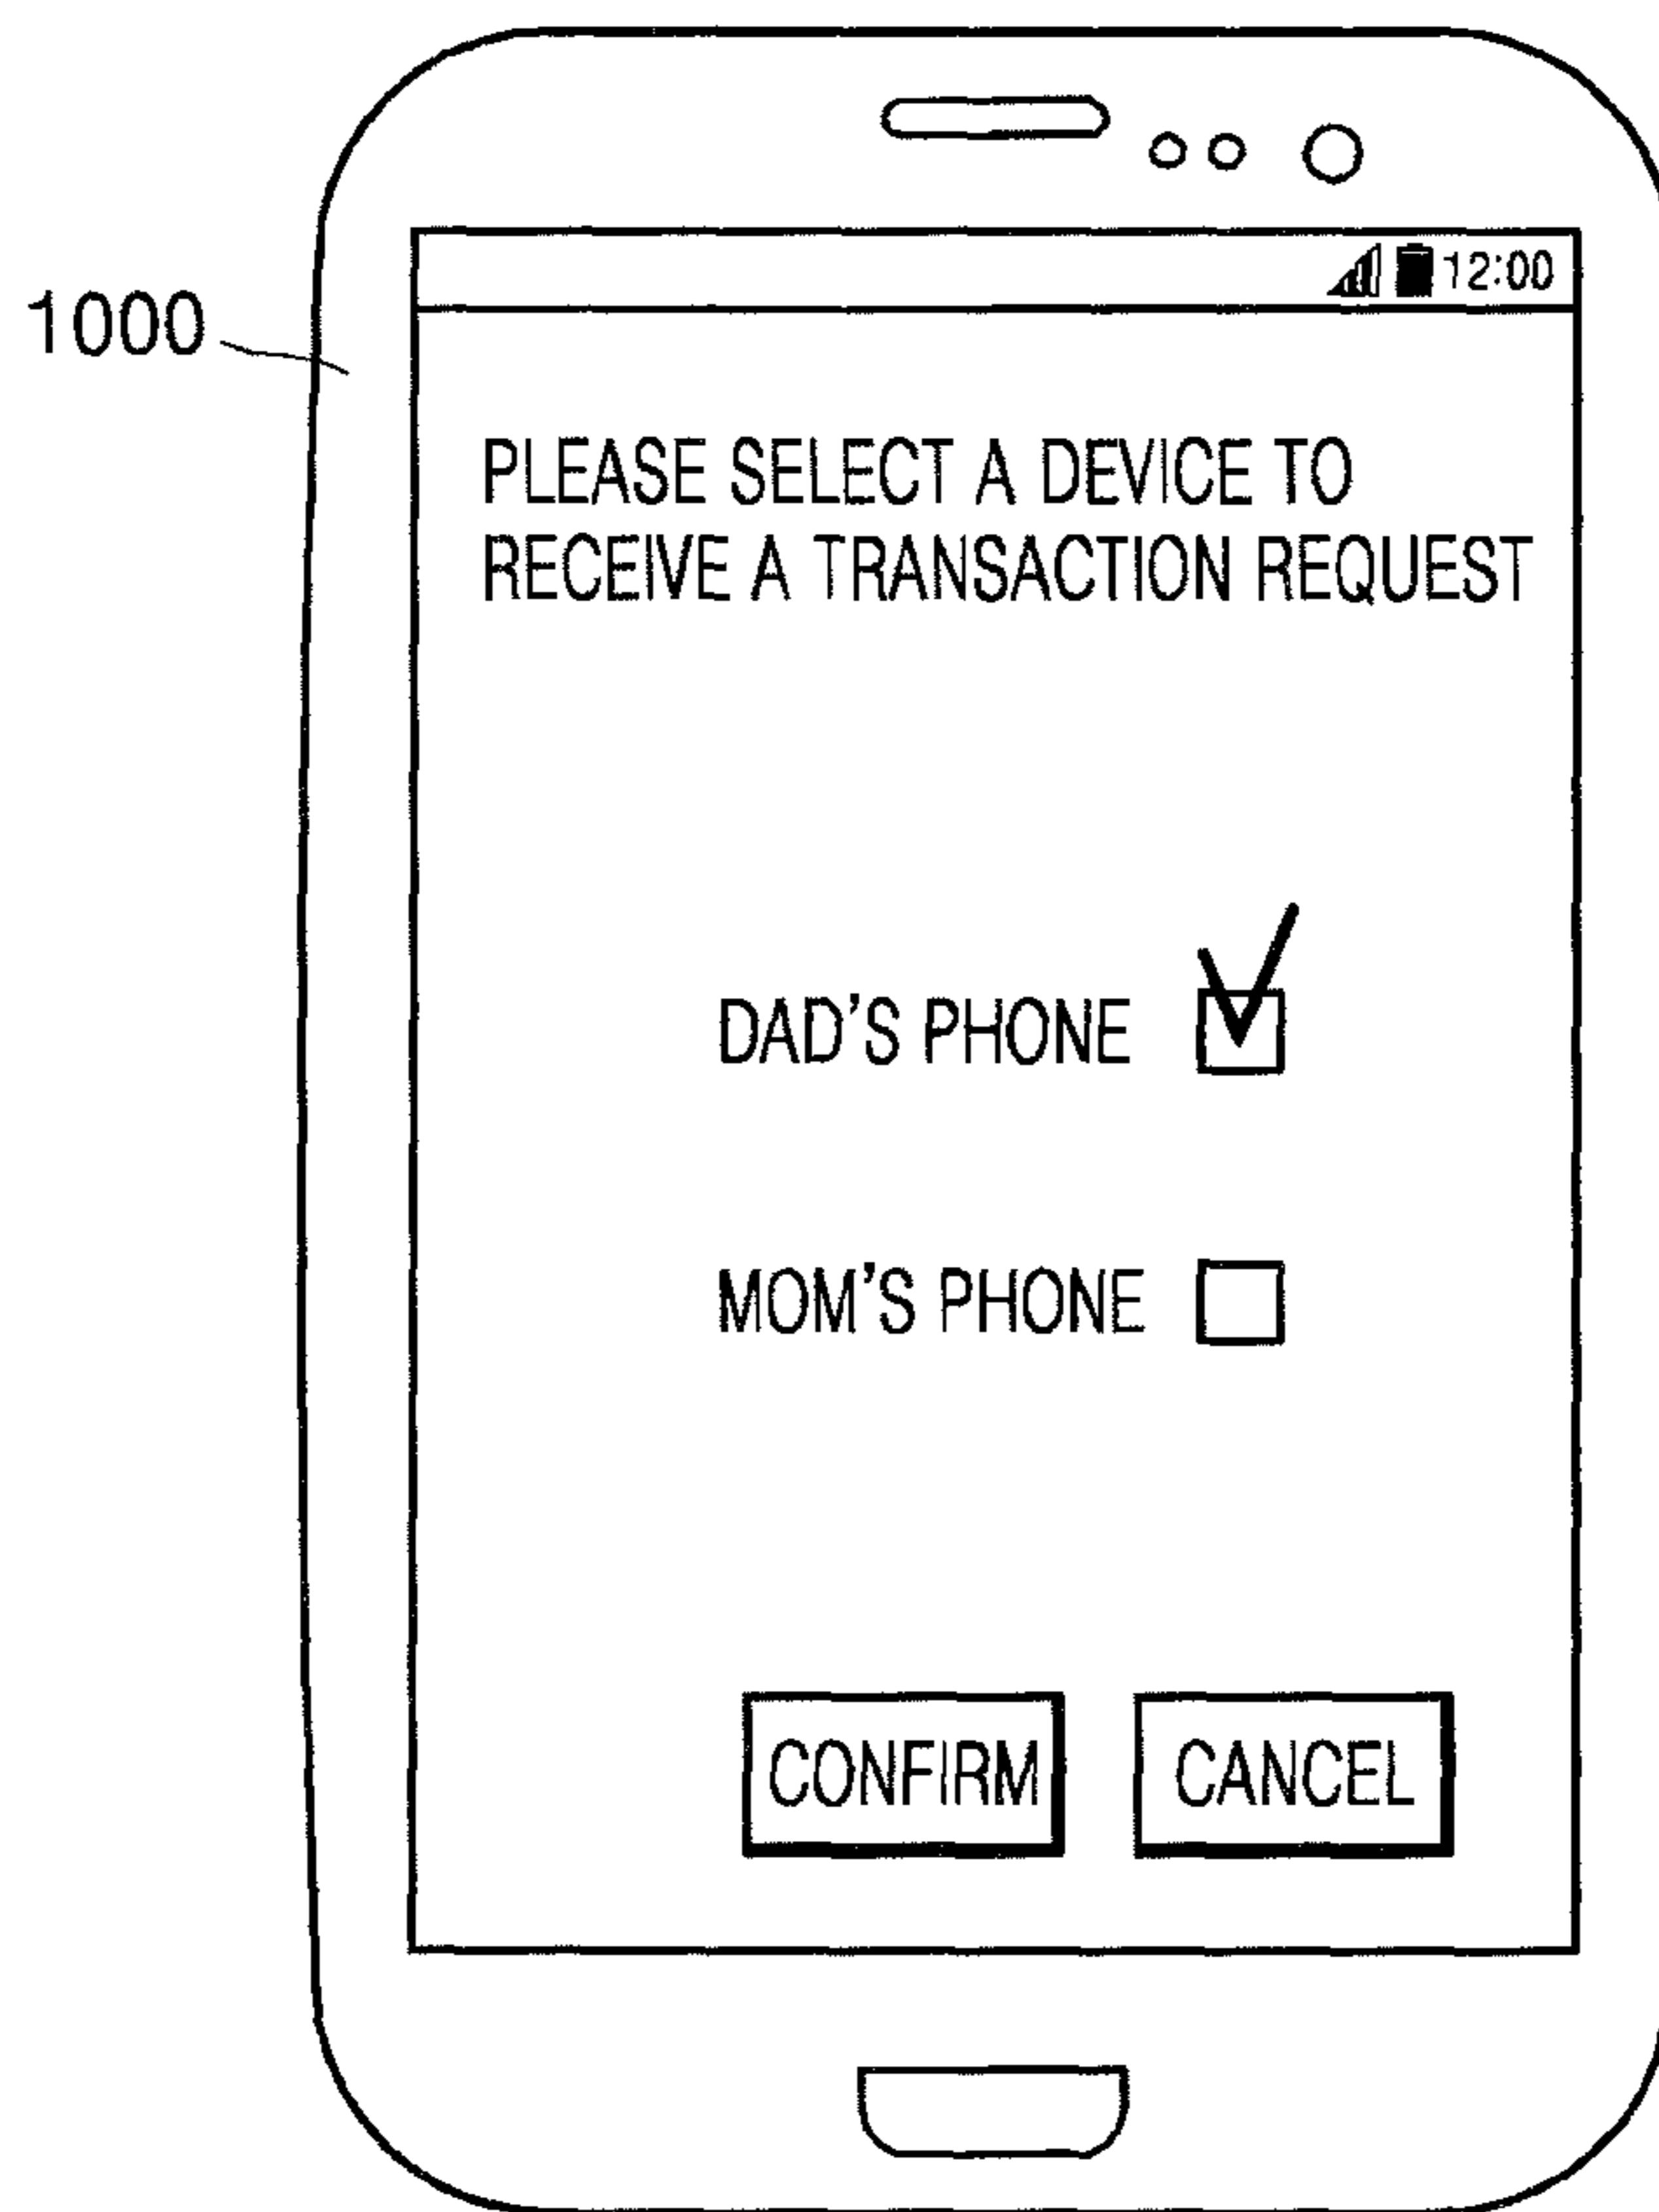 12:00
1000
PLEASE SELECT A DEVICE TO
RECEIVE A TRANSACTION REQUEST
DAD'S PHONE
MOM'S PHONE
CONFIRM CANCEL